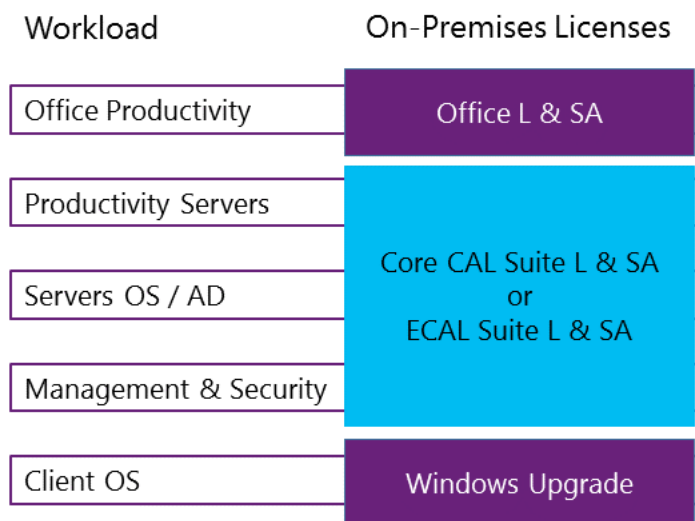 Workload
On-Premises Licenses
Office Productivity
Office L & SA
Productivity Servers
Servers OS / AD
Management & Security
Core CAL Suite L & SA
or
ECAL Suite L & SA
Client OS
Windows Upgrade